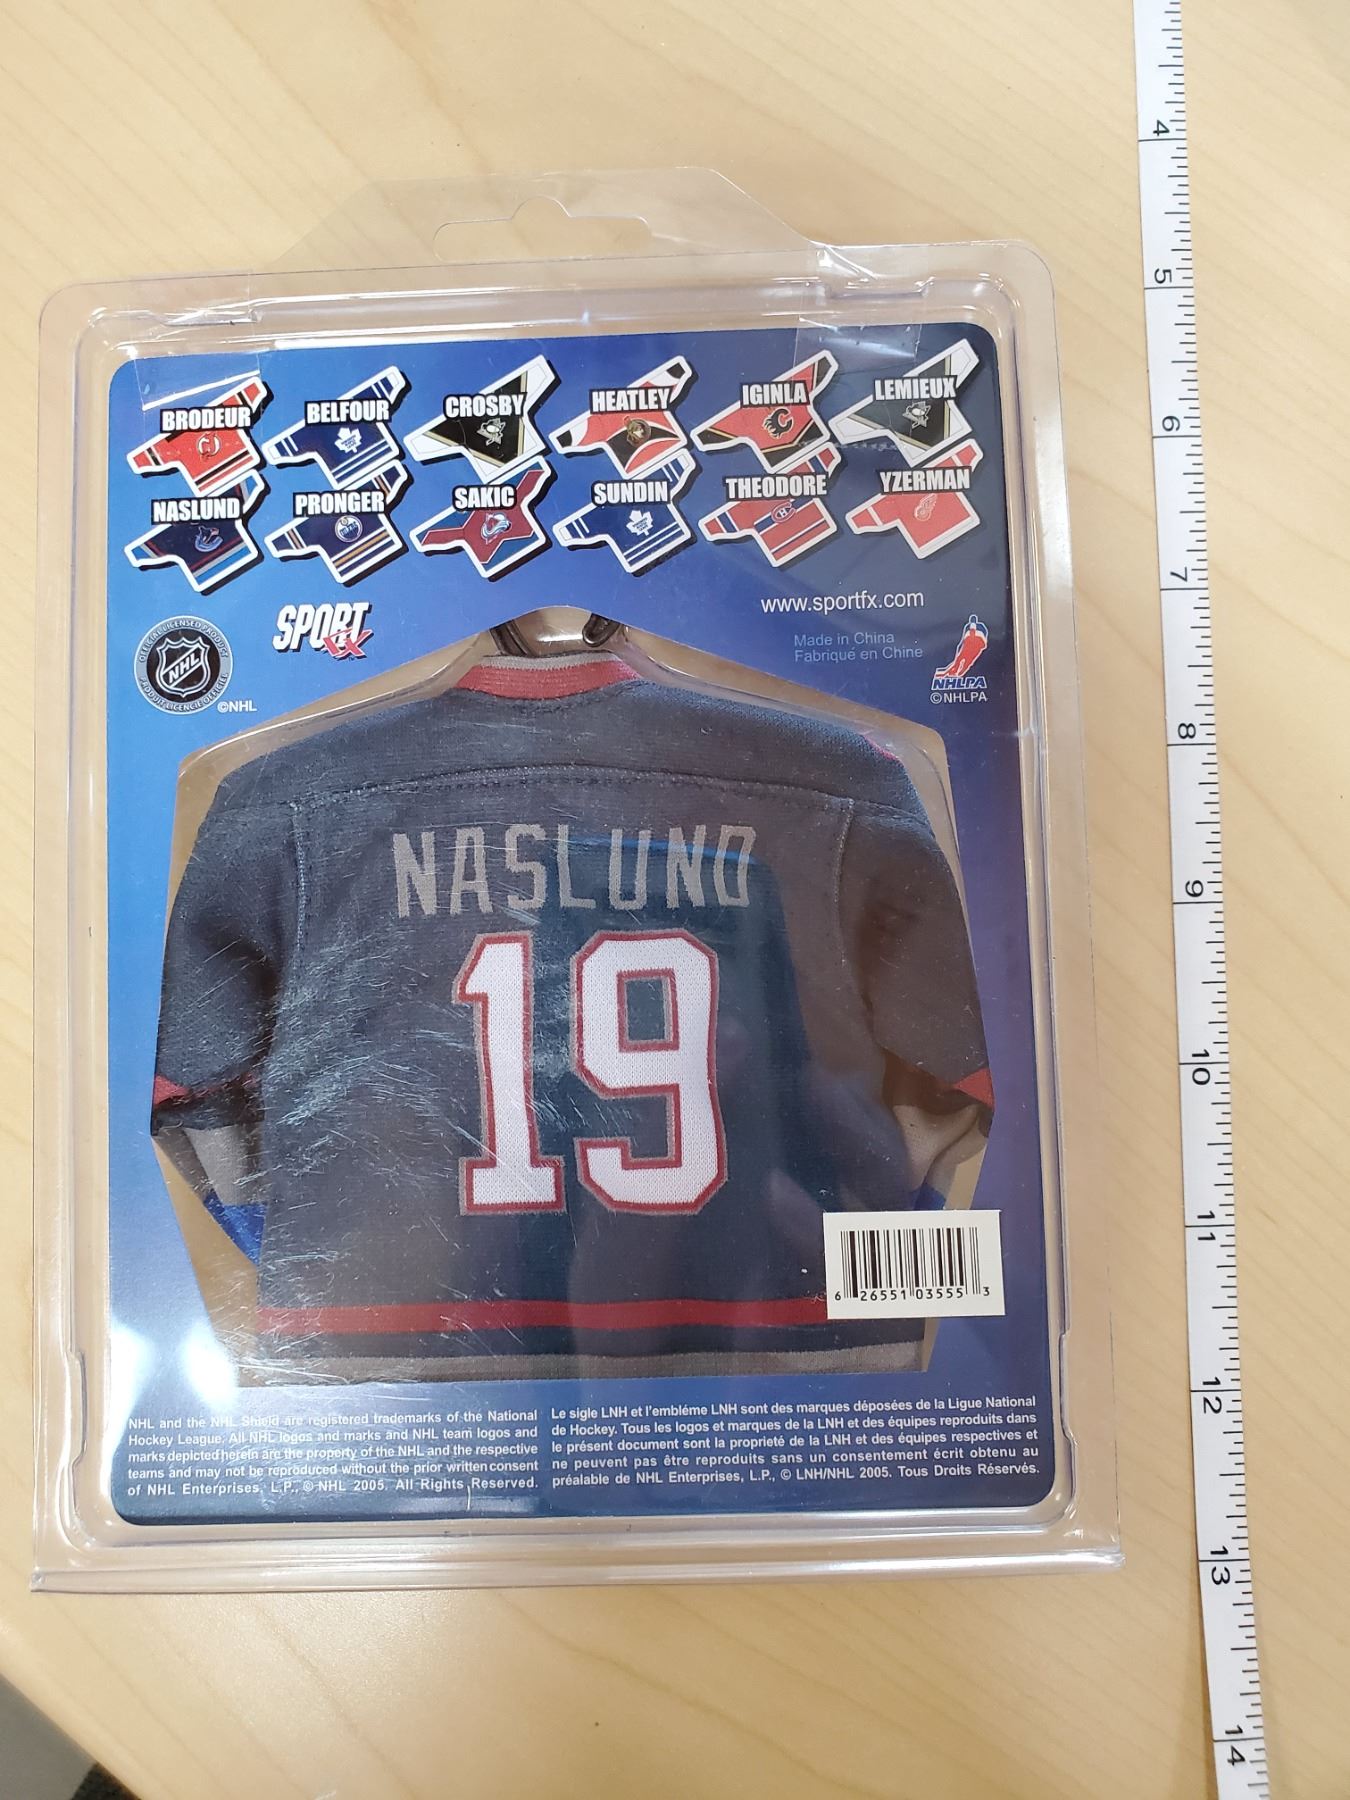 BRODEUR BELFOUR CROSBY HEATLEY IGINLA LEMIEUX
NASLUND PRONGER SAKIC SUNDIN THEODORE YZERMAN
OFFICIAL LICENSED PRODUCT
NHL
PRODUIT LICENCIÉ OFFICIEL
©NHL
SPORT FX
www.sportfx.com
Made in China
Fabriqué en Chine
NHLPA
©NHLPA
NASLUND
19
6 26551 03555 3
NHL and the NHL Shield are registered trademarks of the National
Hockey League. All NHL logos and marks and NHL team logos and
marks depicted herein are the property of the NHL and the respective
teams and may not be reproduced without the prior written consent
of NHL Enterprises, L.P., © NHL 2005. All Rights Reserved.
Le sigle LNH et l'embléme LNH sont des marques déposées de la Ligue National
de Hockey. Tous les logos et marques de la LNH et des équipes reproduits dans
le présent document sont la proprieté de la LNH et des équipes respectives et
ne peuvent pas être reproduits sans un consentement écrit obtenu au
préalable de NHL Enterprises, L.P., © LNH/NHL 2005. Tous Droits Réservés.
4
5
6
7
8
9
10
11
12
13
14